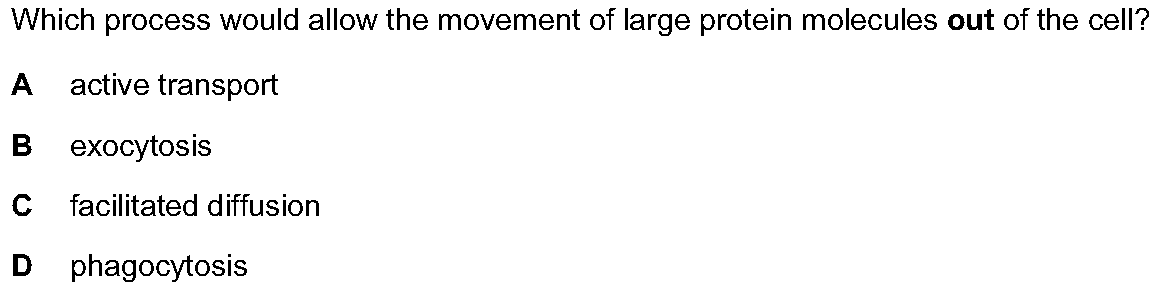 Which process would allow the movement of large protein molecules out of the cell?
A active transport
B exocytosis
C facilitated diffusion
D phagocytosis